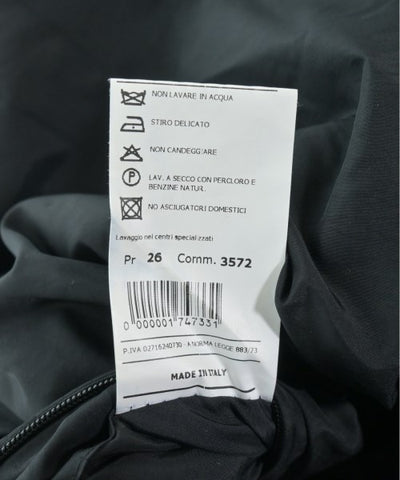 NON LAVARE IN ACQUA
STIRO DELICATO
NON CANDEGGIARE
P
LAV. A SECCO CON PERCLORO E
BENZINE NATUR.
NO ASCIUGATORI DOMESTICI
Lavaggio nei centri specializzati
Pr 26 Comm. 3572
0 000001 747331
P.IVA 02716240730 - A NORMA LEGGE 883/73
MADE IN ITALY